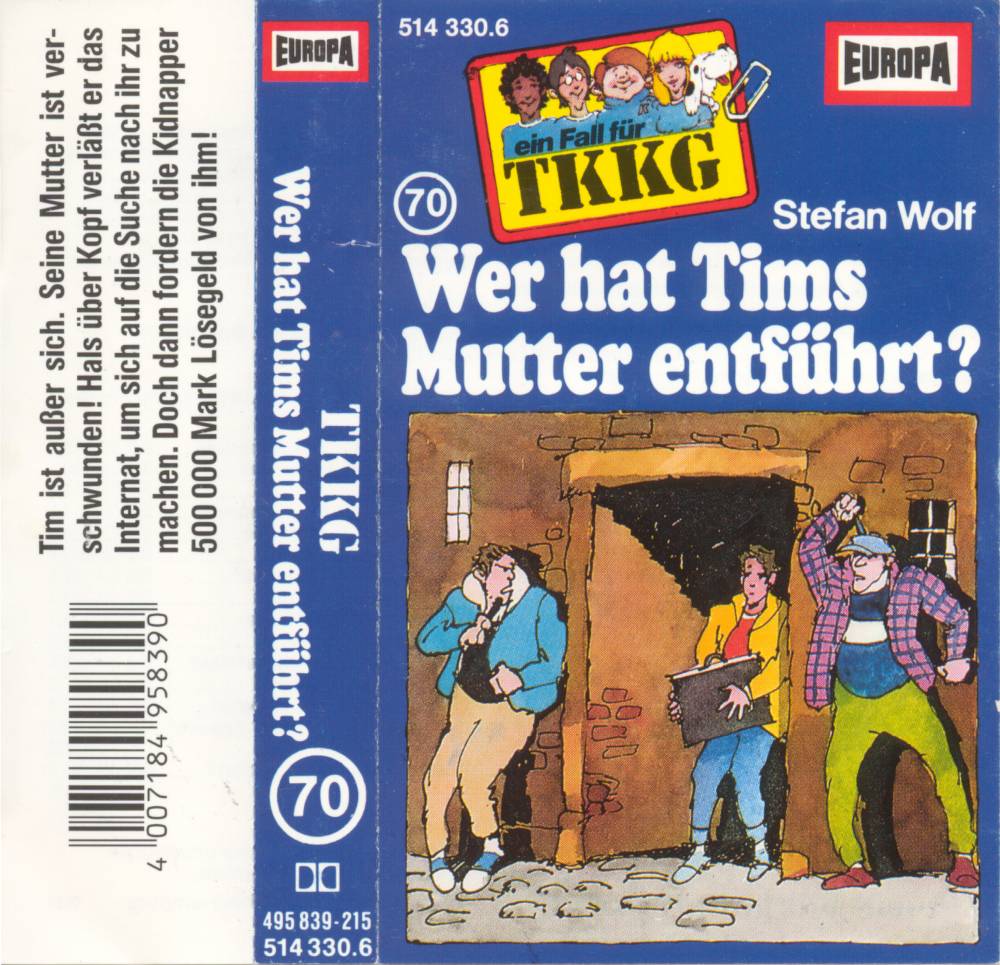 Tim ist außer sich. Seine Mutter ist ver-
schwunden! Hals über Kopf verläßt er das
Internat, um sich auf die Suche nach ihr zu
machen. Doch dann fordern die Kidnapper
500 000 Mark Lösegeld von ihm!
4 007184 958390
EUROPA
TKKG
Wer hat Tims Mutter entführt?
70
495 839-215
514 330.6
514 330.6
ein Fall für
TKKG
EUROPA
70
Stefan Wolf
Wer hat Tims
Mutter entführt?